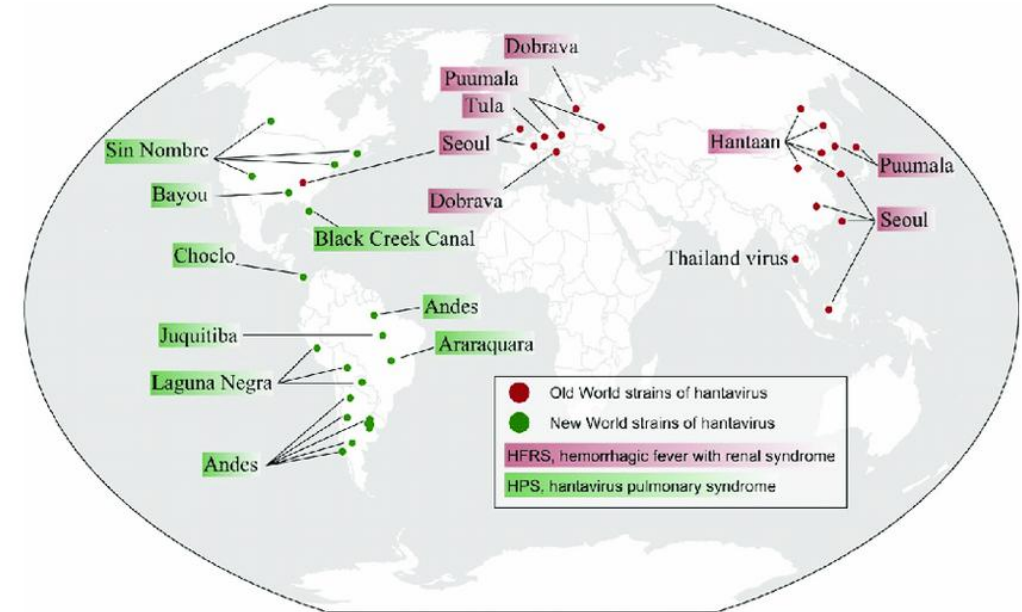 Dobrava
Puumala
Tula
Seoul
Hantaan
Sin Nombre
Puumala
Bayou
Dobrava
Seoul
Black Creek Canal
Choclo
Thailand virus
Andes
Juquitiba
Araraquara
Laguna Negra
Old World strains of hantavirus
New World strains of hantavirus
HFRS, hemorrhagic fever with renal syndrome
Andes
HPS, hantavirus pulmonary syndrome